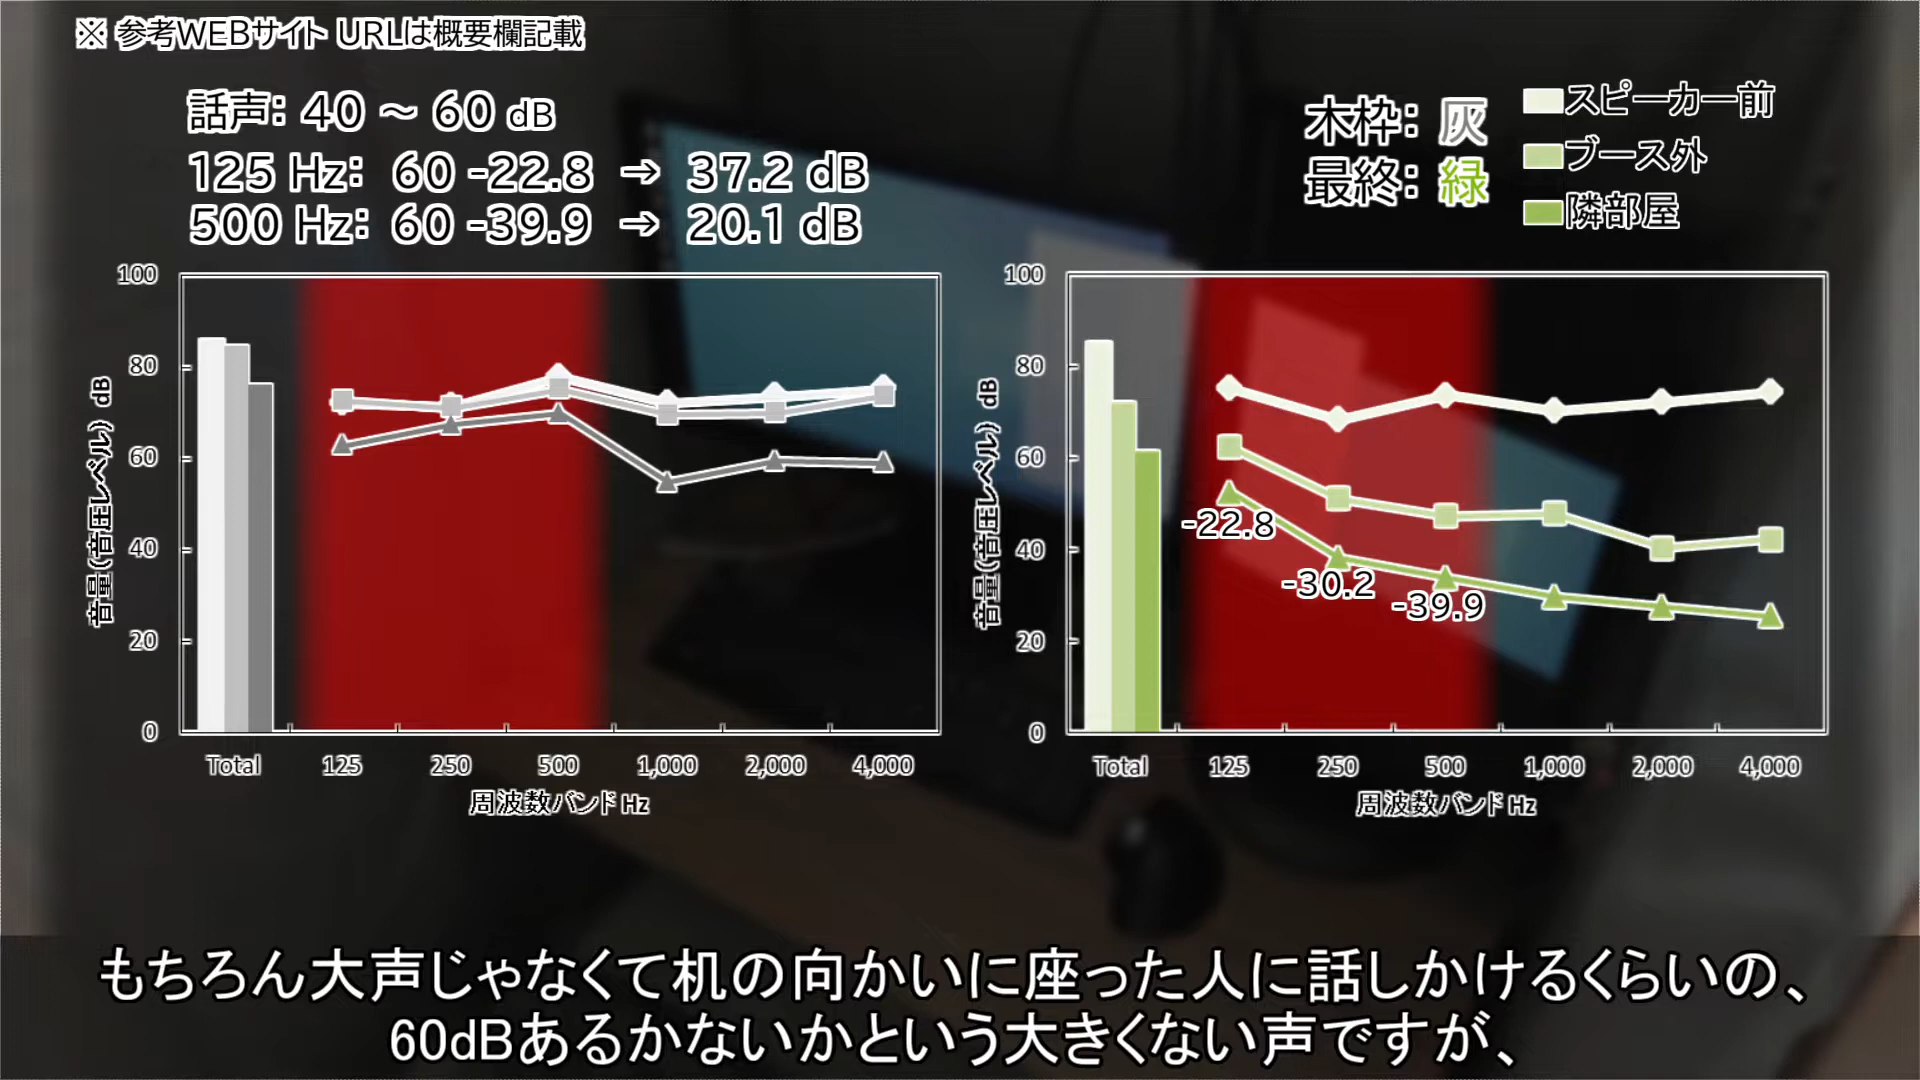 ※ 参考WEBサイト URLは概要欄記載
話声: 40 ～ 60 dB
125 Hz: 60 -22.8 → 37.2 dB
500 Hz: 60 -39.9 → 20.1 dB
木枠: 灰
最終: 緑
スピーカー前
ブース外
隣部屋
音量(音圧レベル) dB
100
80
60
40
20
0
Total 125 250 500 1,000 2,000 4,000
周波数バンド Hz
音量(音圧レベル) dB
100
80
60
40
20
0
-22.8
-30.2
-39.9
Total 125 250 500 1,000 2,000 4,000
周波数バンド Hz
もちろん大声じゃなくて机の向かいに座った人に話しかけるくらいの、
60dBあるかないかという大きくない声ですが、